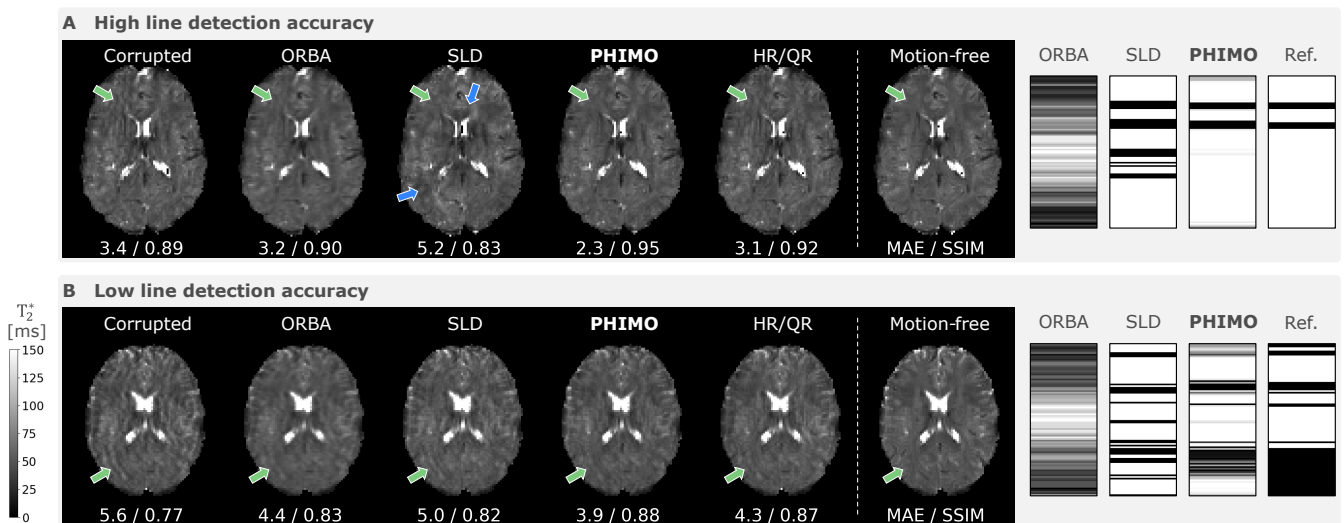 A High line detection accuracy
Corrupted ORBA SLD PHIMO HR/QR Motion-free
ORBA SLD PHIMO Ref.
3.4 / 0.89 3.2 / 0.90 5.2 / 0.83 2.3 / 0.95 3.1 / 0.92 MAE / SSIM
B Low line detection accuracy
Corrupted ORBA SLD PHIMO HR/QR Motion-free
ORBA SLD PHIMO Ref.
5.6 / 0.77 4.4 / 0.83 5.0 / 0.82 3.9 / 0.88 4.3 / 0.87 MAE / SSIM
T₂*
[ms]
150
125
100
75
50
25
0